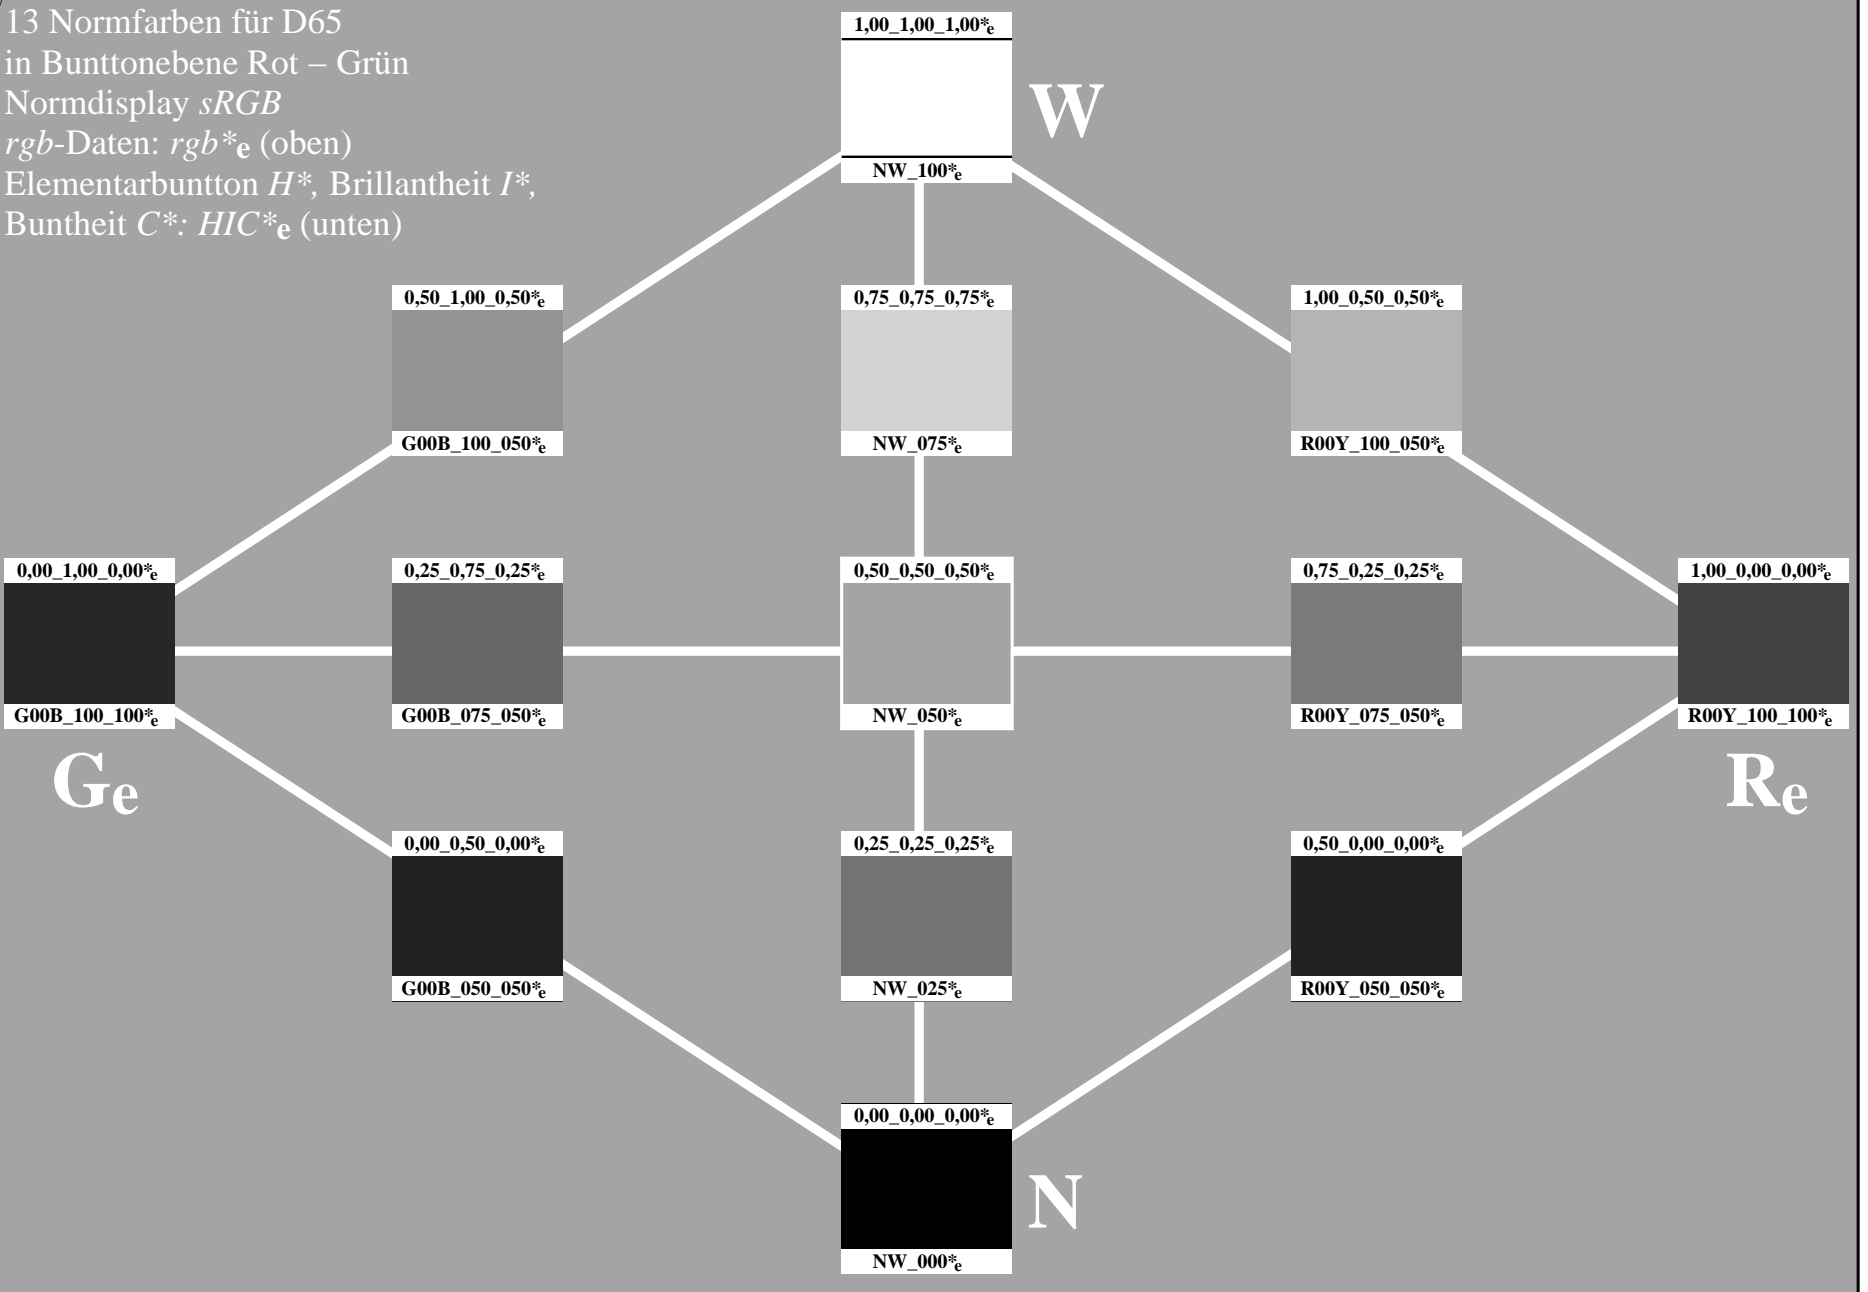 13 Normfarben für D65
in Bunttonebene Rot – Grün
Normdisplay sRGB
rgb-Daten: rgb*e (oben)
Elementarbuntton H*, Brillantheit I*,
Buntheit C*: HIC*e (unten)
1,00_1,00_1,00*e
W
NW_100*e
0,50_1,00_0,50*e
0,75_0,75_0,75*e
1,00_0,50_0,50*e
G00B_100_050*e
NW_075*e
R00Y_100_050*e
0,00_1,00_0,00*e
0,25_0,75_0,25*e
0,50_0,50_0,50*e
0,75_0,25_0,25*e
1,00_0,00_0,00*e
G00B_100_100*e
G00B_075_050*e
NW_050*e
R00Y_075_050*e
R00Y_100_100*e
Ge
Re
0,00_0,50_0,00*e
0,25_0,25_0,25*e
0,50_0,00_0,00*e
G00B_050_050*e
NW_025*e
R00Y_050_050*e
0,00_0,00_0,00*e
N
NW_000*e